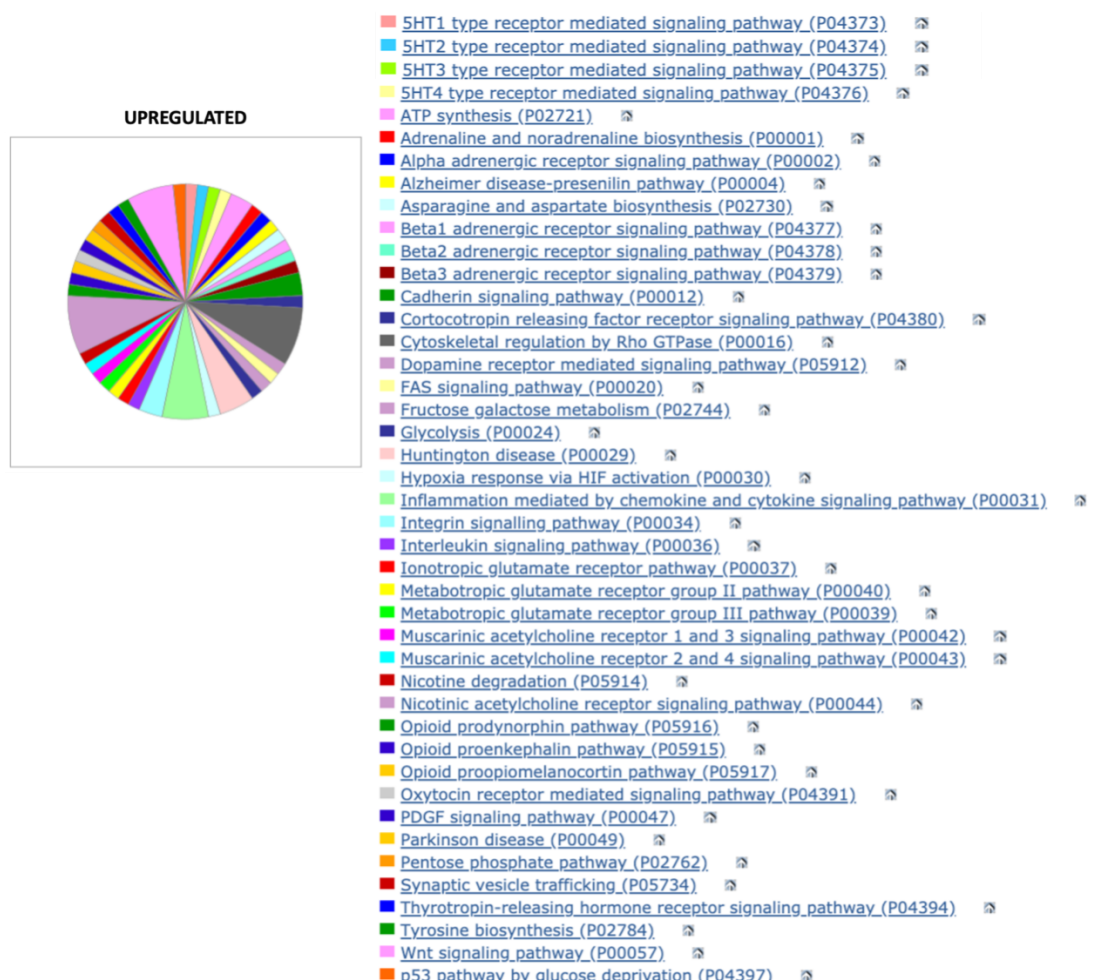 5HT1 type receptor mediated signaling pathway (P04373)
5HT2 type receptor mediated signaling pathway (P04374)
5HT3 type receptor mediated signaling pathway (P04375)
5HT4 type receptor mediated signaling pathway (P04376)
UPREGULATED
ATP synthesis (P02721)
Adrenaline and noradrenaline biosynthesis (P00001)
Alpha adrenergic receptor signaling pathway (P00002)
Alzheimer disease-presenilin pathway (P00004)
Asparagine and aspartate biosynthesis (P02730)
Beta1 adrenergic receptor signaling pathway (P04377)
Beta2 adrenergic receptor signaling pathway (P04378)
Beta3 adrenergic receptor signaling pathway (P04379)
Cadherin signaling pathway (P00012)
Cortocotropin releasing factor receptor signaling pathway (P04380)
Cytoskeletal regulation by Rho GTPase (P00016)
Dopamine receptor mediated signaling pathway (P05912)
FAS signaling pathway (P00020)
Fructose galactose metabolism (P02744)
Glycolysis (P00024)
Huntington disease (P00029)
Hypoxia response via HIF activation (P00030)
Inflammation mediated by chemokine and cytokine signaling pathway (P00031)
Integrin signalling pathway (P00034)
Interleukin signaling pathway (P00036)
Ionotropic glutamate receptor pathway (P00037)
Metabotropic glutamate receptor group II pathway (P00040)
Metabotropic glutamate receptor group III pathway (P00039)
Muscarinic acetylcholine receptor 1 and 3 signaling pathway (P00042)
Muscarinic acetylcholine receptor 2 and 4 signaling pathway (P00043)
Nicotine degradation (P05914)
Nicotinic acetylcholine receptor signaling pathway (P00044)
Opioid prodynorphin pathway (P05916)
Opioid proenkephalin pathway (P05915)
Opioid proopiomelanocortin pathway (P05917)
Oxytocin receptor mediated signaling pathway (P04391)
PDGF signaling pathway (P00047)
Parkinson disease (P00049)
Pentose phosphate pathway (P02762)
Synaptic vesicle trafficking (P05734)
Thyrotropin-releasing hormone receptor signaling pathway (P04394)
Tyrosine biosynthesis (P02784)
Wnt signaling pathway (P00057)
p53 pathway by glucose deprivation (P04397)